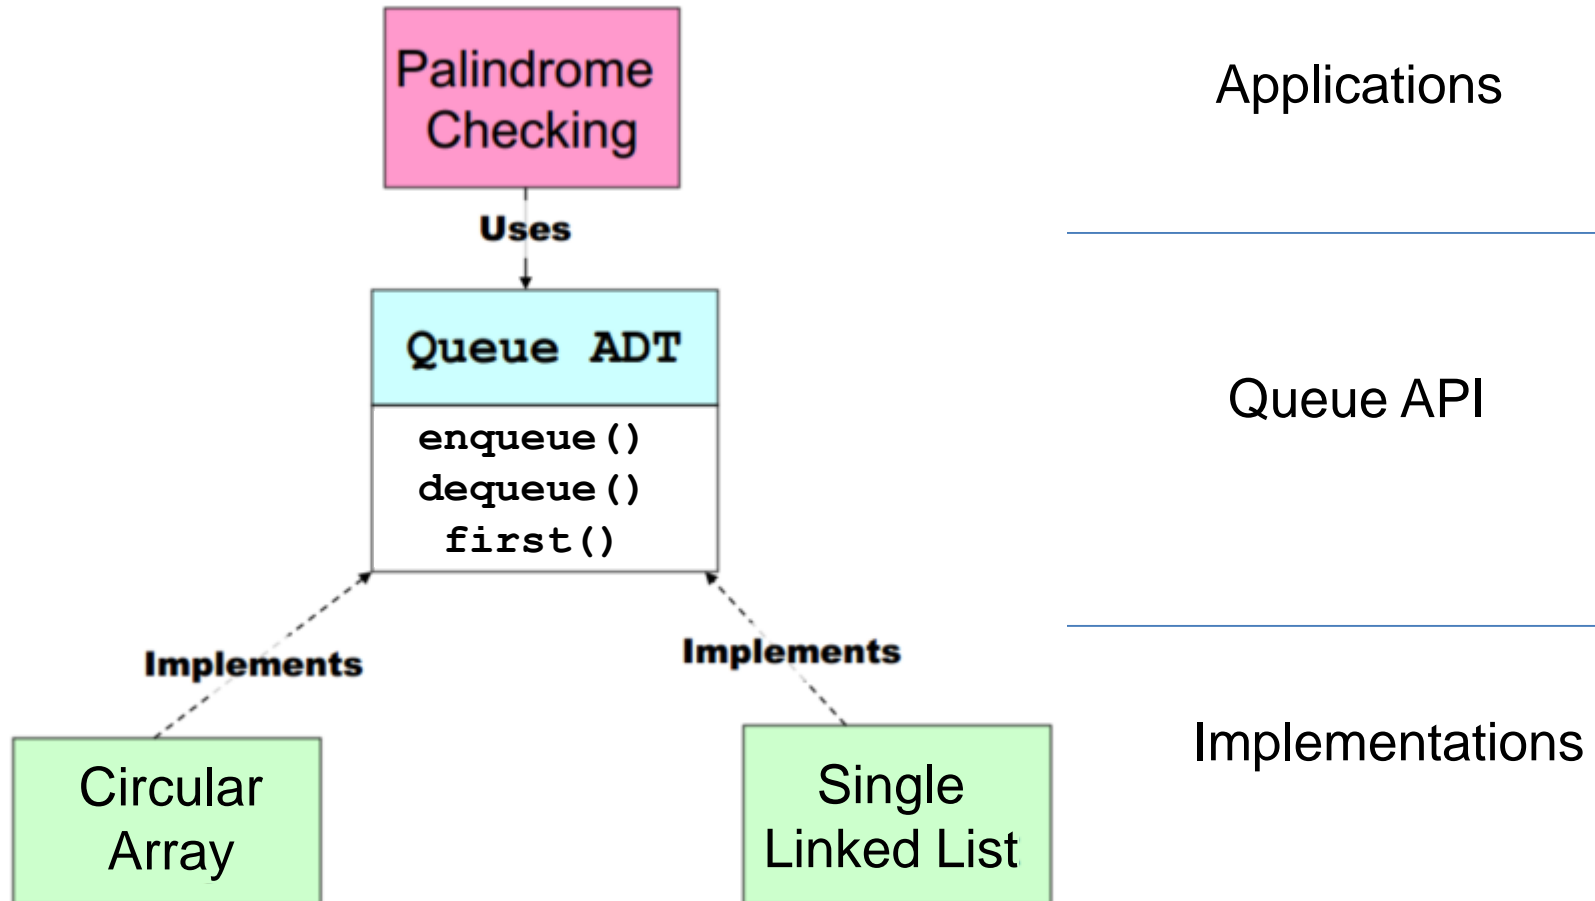 Palindrome
Checking
Applications
Uses
Queue ADT
Queue API
enqueue()
dequeue()
first()
Implements
Implements
Circular
Array
Single
Linked List
Implementations